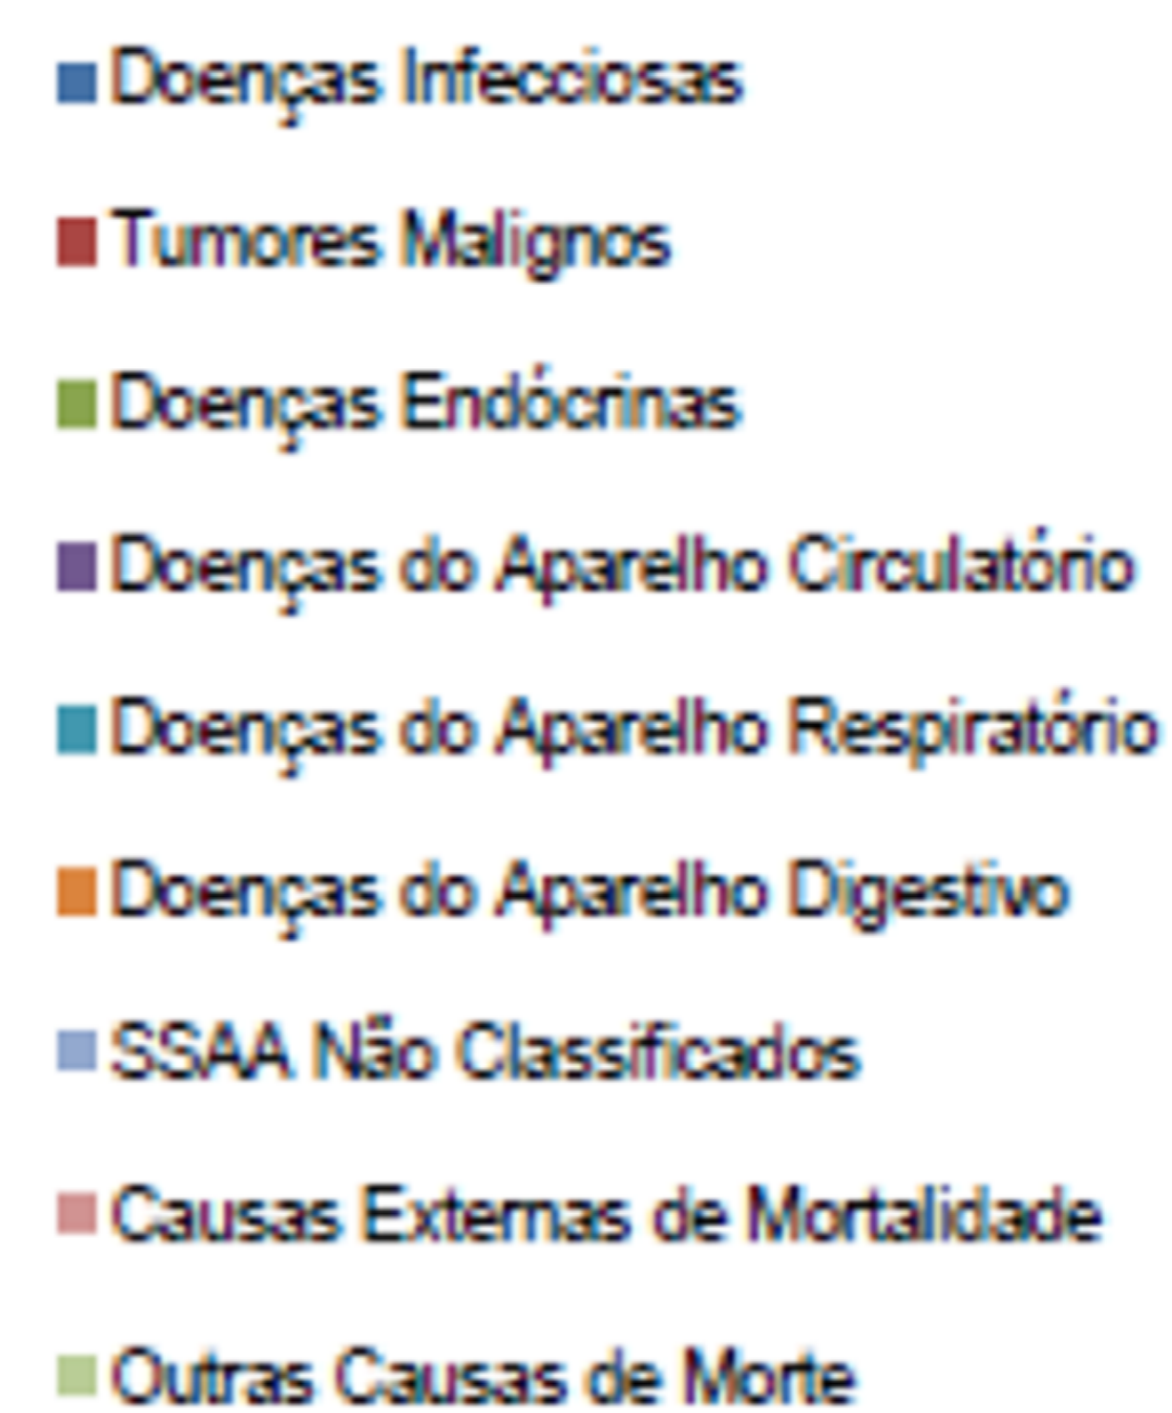 Doenças Infecciosas
Tumores Malignos
Doenças Endócrinas
Doenças do Aparelho Circulatório
Doenças do Aparelho Respiratório
Doenças do Aparelho Digestivo
SSAA Não Classificados
Causas Externas de Mortalidade
Outras Causas de Morte